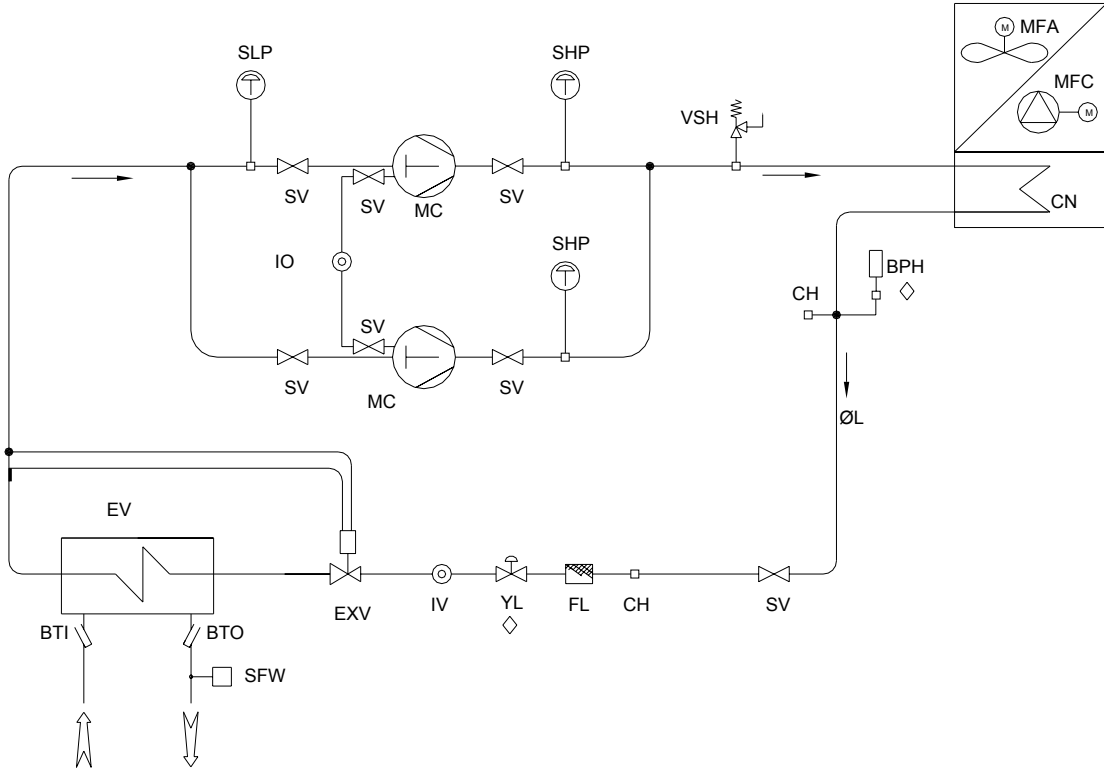 MFA
M
SLP
SHP
MFC
M
VSH
SV
SV
MC
SV
CN
SHP
IO
BPH
CH
SV
SV
MC
SV
ØL
EV
EXV
IV
YL
FL
CH
SV
BTI
BTO
SFW